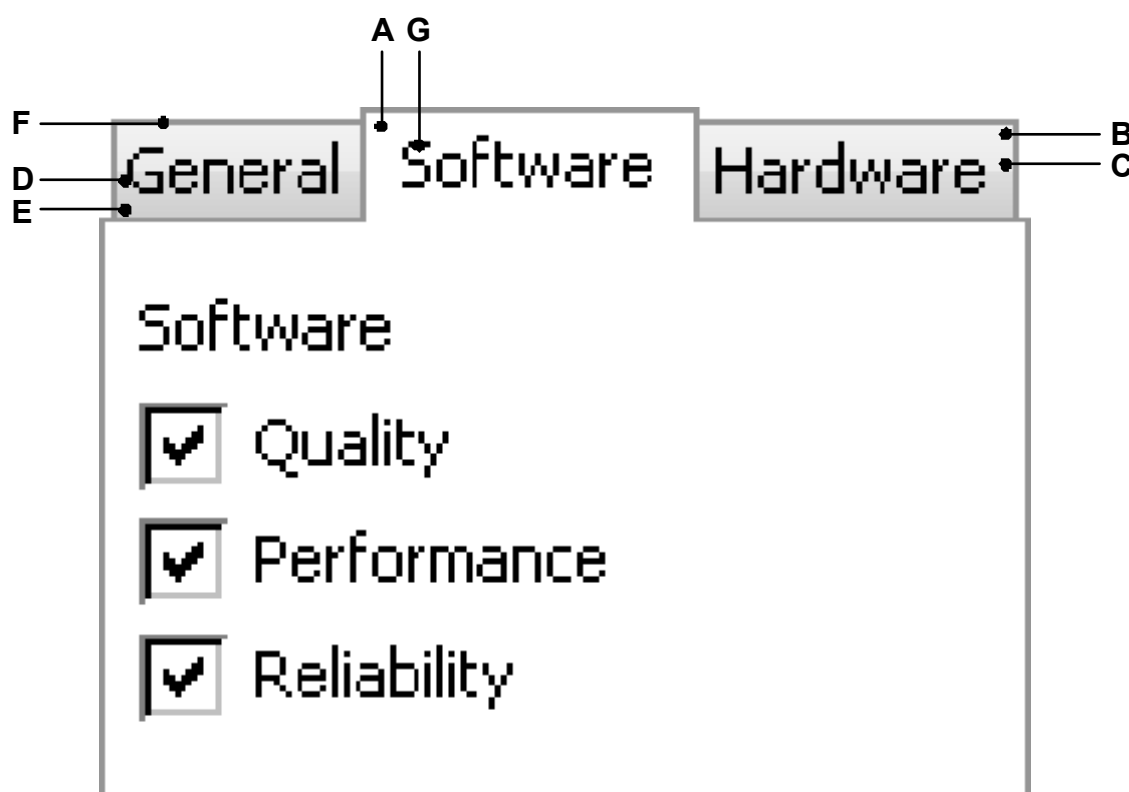 A G
F
B
General Software Hardware
C
D
E
Software
Quality
Performance
Reliability